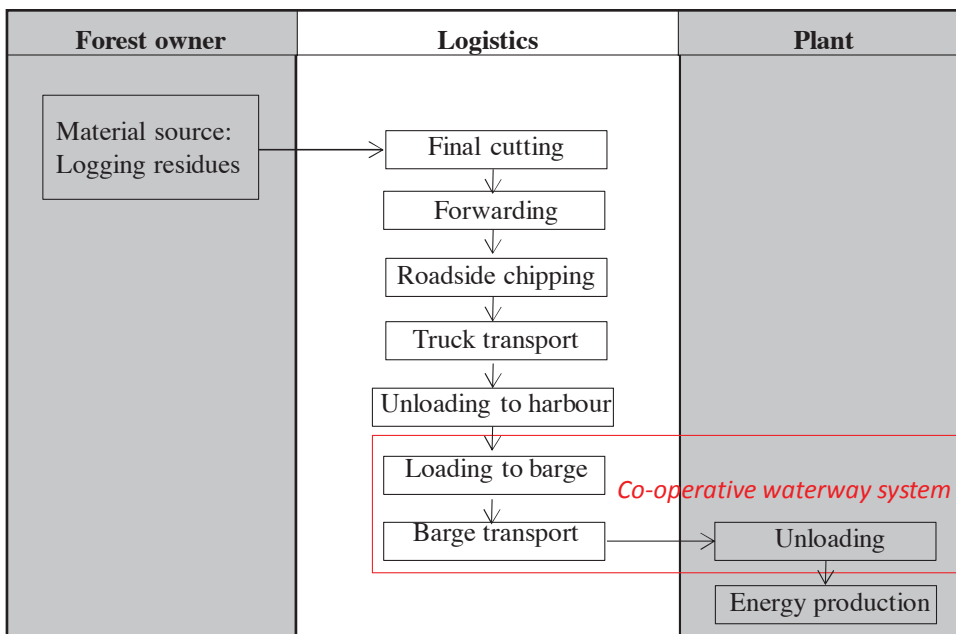 Forest owner
Logistics
Plant
Material source:
Logging residues
Final cutting
Forwarding
Roadside chipping
Truck transport
Unloading to harbour
Loading to barge
Co-operative waterway system
Barge transport
Unloading
Energy production